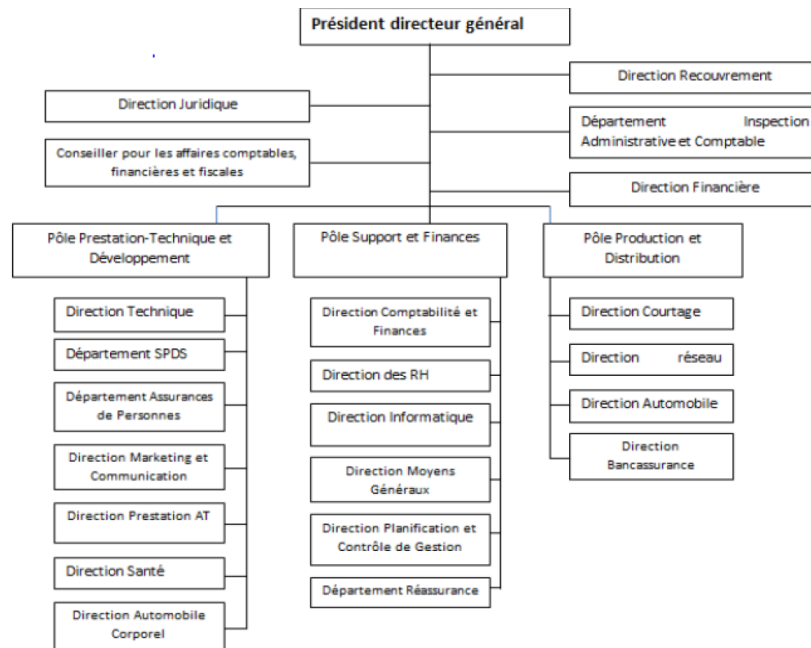 Président directeur général
Direction Recouvrement
Direction Juridique
Département Inspection
Administrative et Comptable
Conseiller pour les affaires comptables,
financières et fiscales
Direction Financière
Pôle Prestation-Technique et
Développement
Direction Technique
Département SPDS
Département Assurances
de Personnes
Direction Marketing et
Communication
Direction Prestation AT
Direction Santé
Direction Automobile
Corporel
Pôle Support et Finances
Direction Comptabilité et
Finances
Direction des RH
Direction Informatique
Direction Moyens
Généraux
Direction Planification et
Contrôle de Gestion
Département Réassurance
Pôle Production et
Distribution
Direction Courtage
Direction réseau
Direction Automobile
Direction
Bancassurance